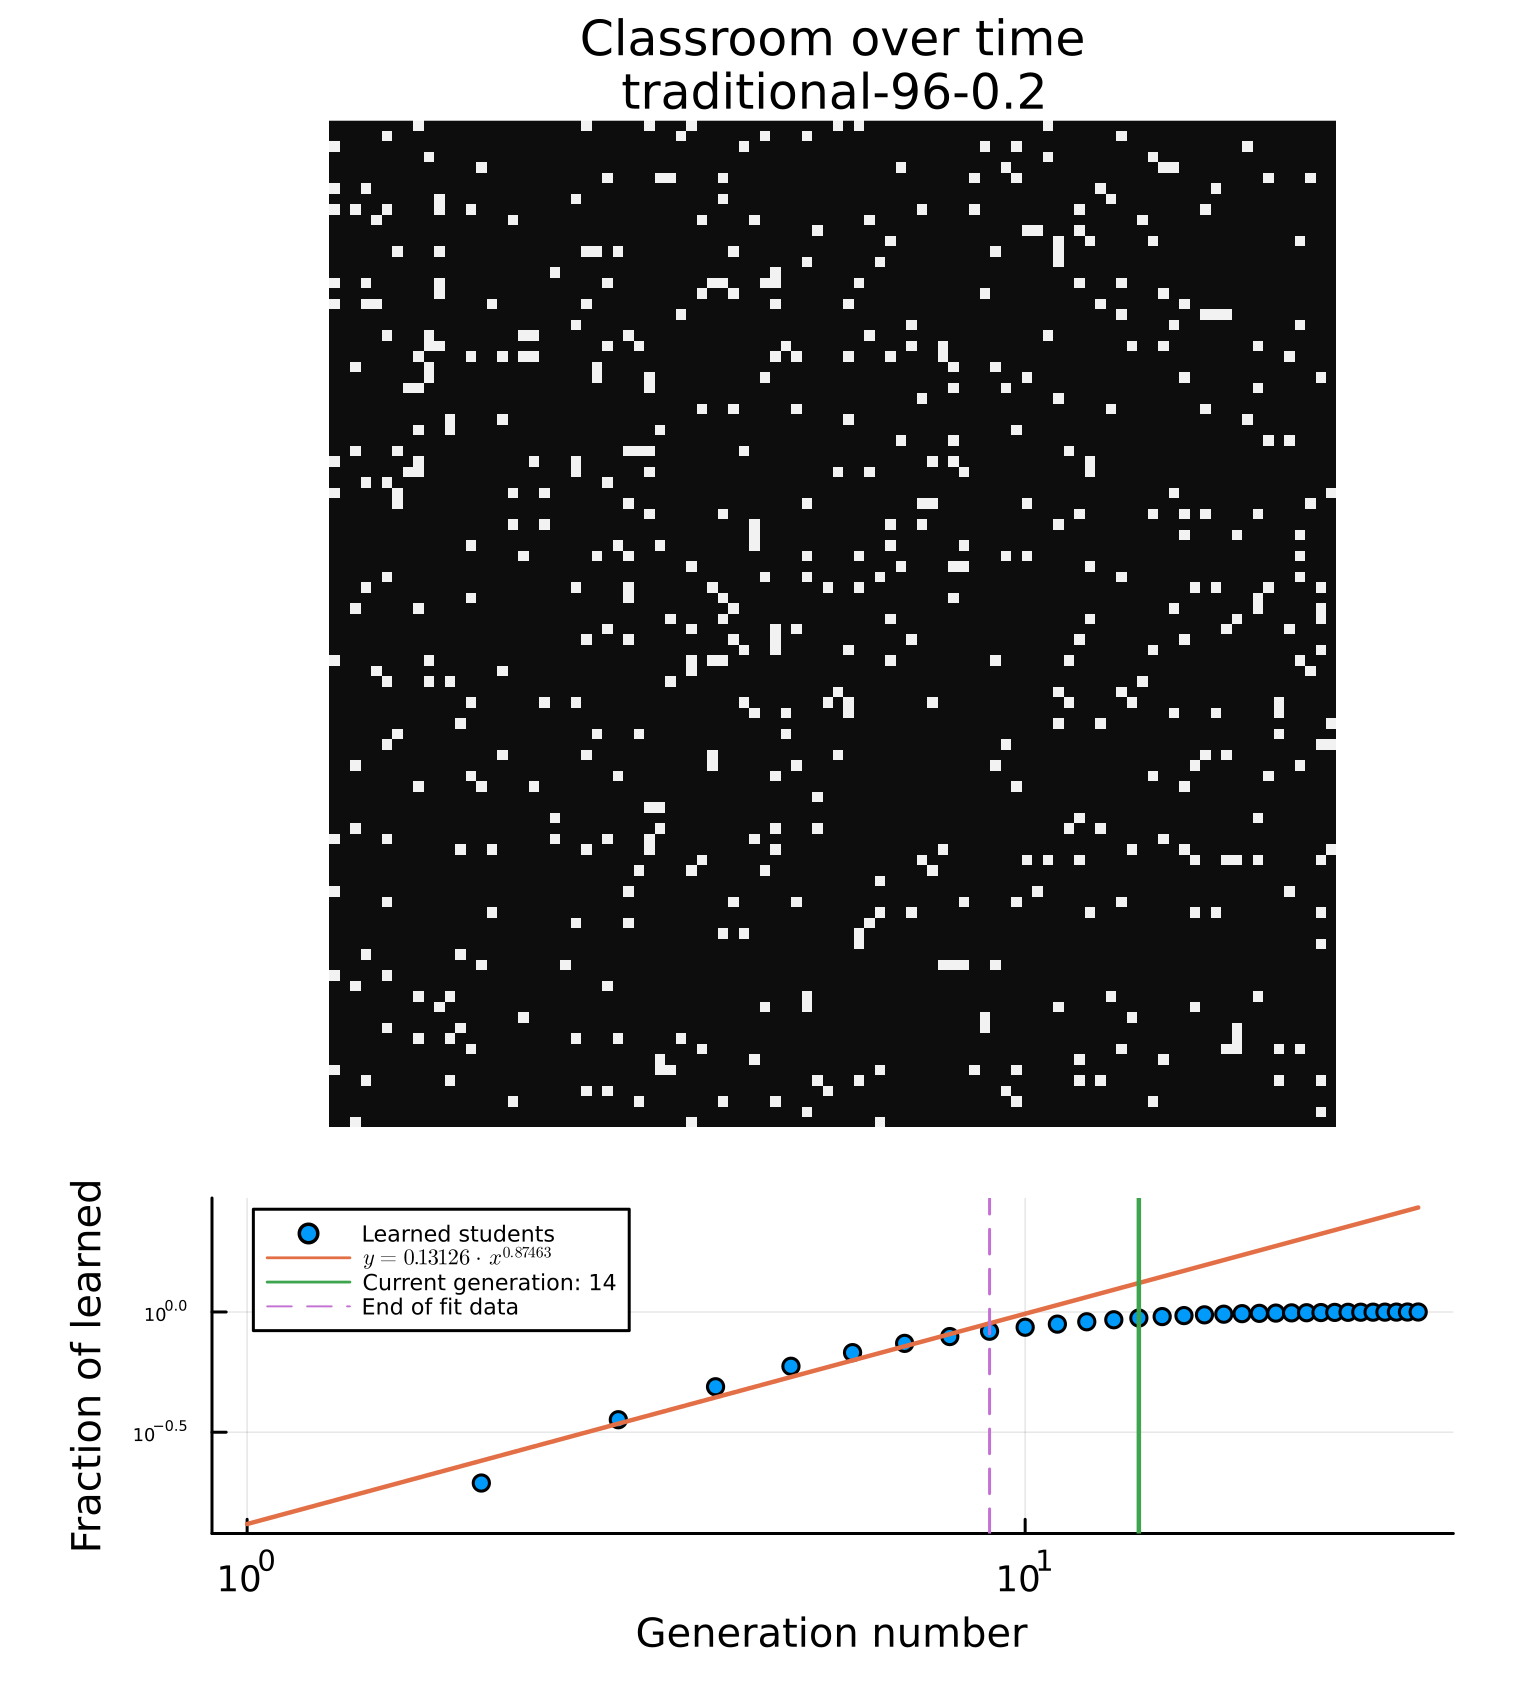 Classroom over time
traditional-96-0.2
Fraction of learned
Learned students
y = 0.13126 · x^0.87463
Current generation: 14
End of fit data
10^0.0
10^−0.5
10^0
10^1
Generation number